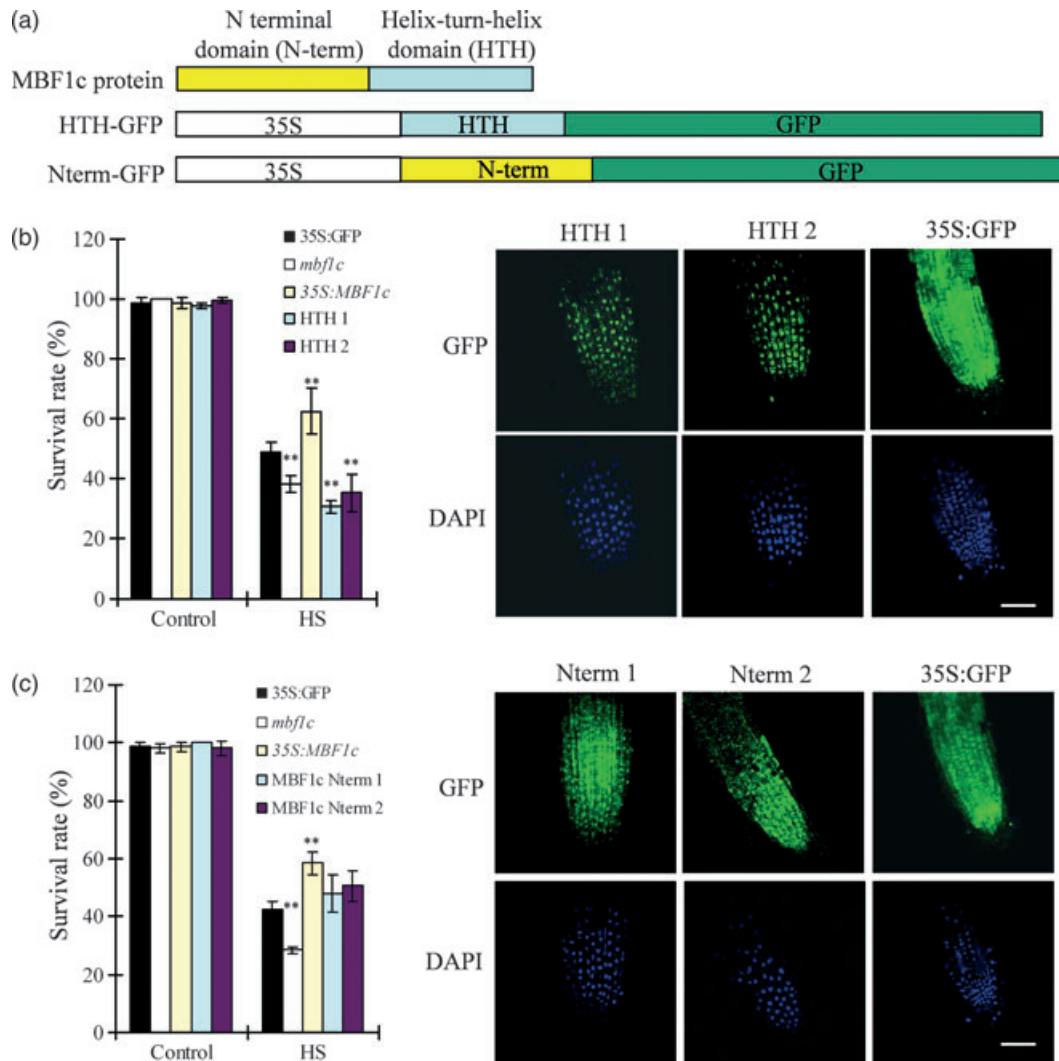 (a)
N terminal
domain (N-term)
Helix-turn-helix
domain (HTH)
MBF1c protein
HTH-GFP
35S
HTH
GFP
Nterm-GFP
35S
N-term
GFP
(b)
Survival rate (%)
120
100
80
60
40
20
0
Control
HS
35S:GFP
mbf1c
35S:MBF1c
HTH 1
HTH 2
**
**
**
**
HTH 1
HTH 2
35S:GFP
GFP
DAPI
(c)
Survival rate (%)
120
100
80
60
40
20
0
Control
HS
35S:GFP
mbf1c
35S:MBF1c
MBF1c Nterm 1
MBF1c Nterm 2
**
**
Nterm 1
Nterm 2
35S:GFP
GFP
DAPI